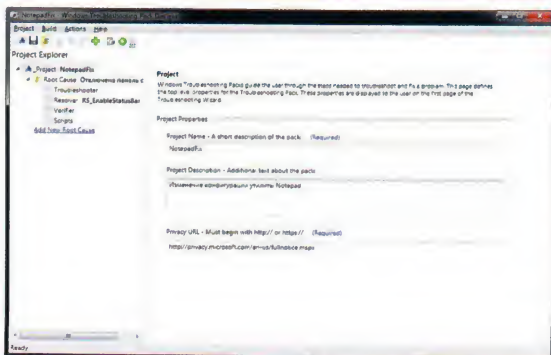 NotepadFix - Windows Troubleshooting Pack Designer
Project Build Actions Help
Project Explorer
Project NotepadFix
Root Cause Отключена панель с
Troubleshooter
Resolver RS_EnableStatusBar
Verifier
Scripts
Add New Root Cause
Project
Windows Troubleshooting Packs guide the user through the steps needed to troubleshoot and fix a problem. This page defines
the top level properties for the Troubleshooting Pack. These properties are displayed to the user on the first page of the
Troubleshooting Wizard.
Project Properties
Project Name - A short description of the pack (Required)
NotepadFix
Project Description - Additional text about the pack
Изменение конфигурации утилиты Notepad
Privacy URL - Must begin with http:// or https:// (Required)
http://privacy.microsoft.com/en-us/fullnotice.mspx
Ready